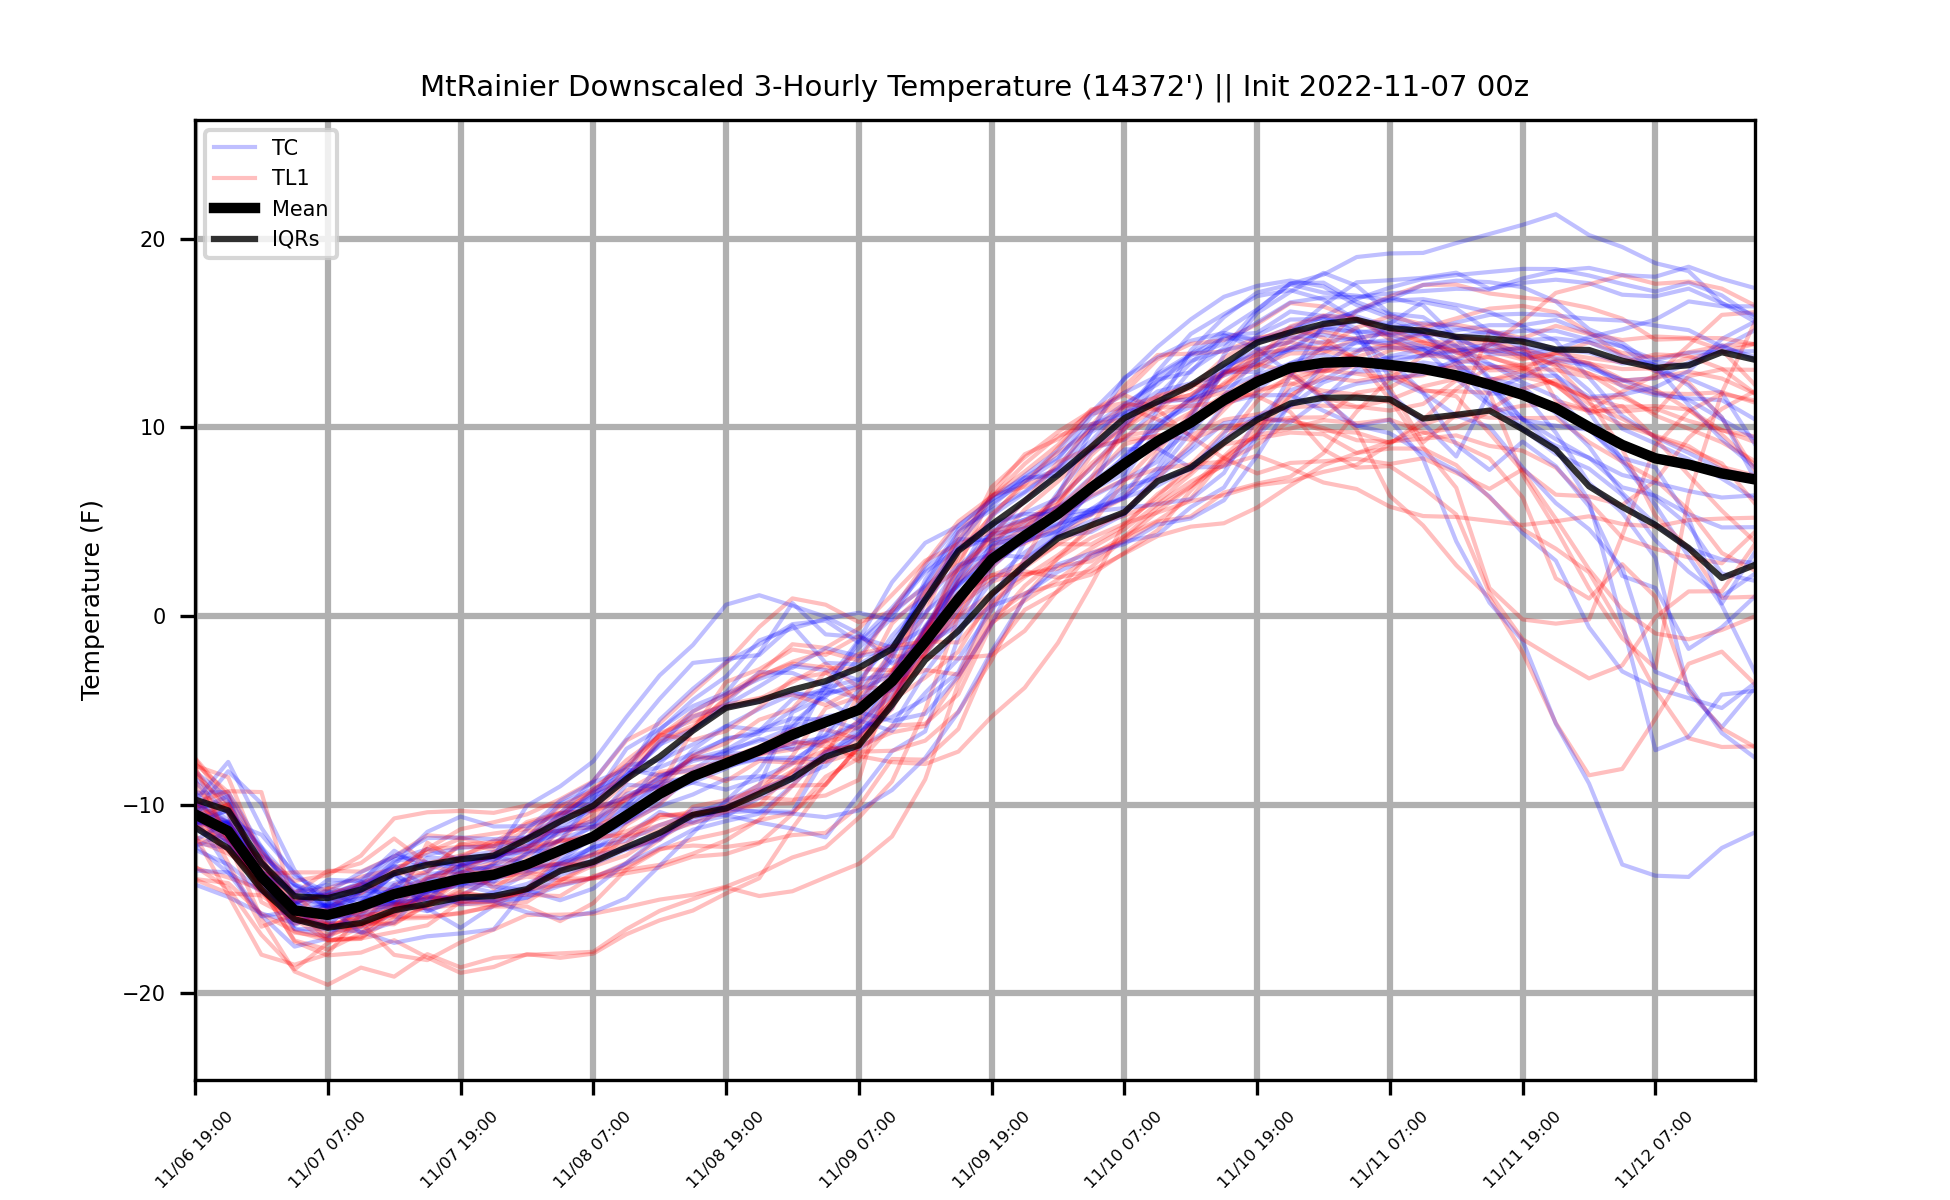 MtRainier Downscaled 3-Hourly Temperature (14372') || Init 2022-11-07 00z
TC
TL1
Mean
IQRs
Temperature (F)
20
10
0
−10
−20
11/06 19:00
11/07 07:00
11/07 19:00
11/08 07:00
11/08 19:00
11/09 07:00
11/09 19:00
11/10 07:00
11/10 19:00
11/11 07:00
11/11 19:00
11/12 07:00